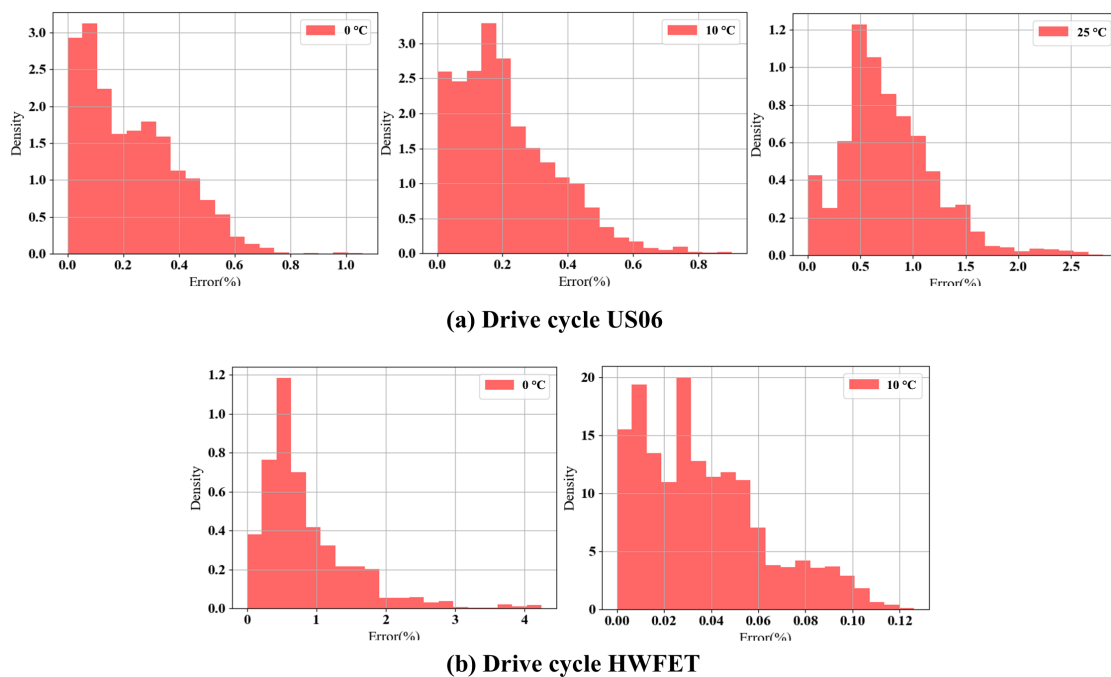 0 °C
3.0
2.5
2.0
1.5
1.0
0.5
0.0
Density
0.0 0.2 0.4 0.6 0.8 1.0
Error(%)
10 °C
3.0
2.5
2.0
1.5
1.0
0.5
0.0
Density
0.0 0.2 0.4 0.6 0.8
Error(%)
25 °C
1.2
1.0
0.8
0.6
0.4
0.2
0.0
Density
0.0 0.5 1.0 1.5 2.0 2.5
Error(%)
(a) Drive cycle US06
0 °C
1.2
1.0
0.8
0.6
0.4
0.2
0.0
Density
0 1 2 3 4
Error(%)
10 °C
20
15
10
5
0
Density
0.00 0.02 0.04 0.06 0.08 0.10 0.12
Error(%)
(b) Drive cycle HWFET